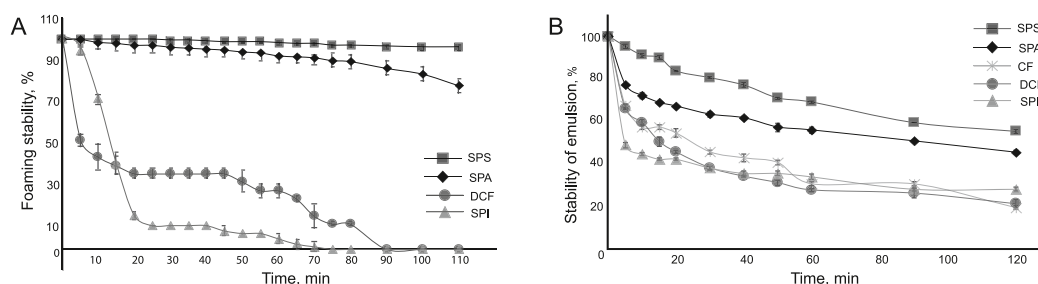 A
110
90
70
50
30
10
0
Foaming stability, %
10 20 30 40 50 60 70 80 90 100 110
Time, min
SPS
SPA
DCF
SPI
B
100
80
60
40
20
0
Stability of emulsion, %
0 20 40 60 80 100 120
Time, min
SPS
SPA
CF
DCF
SPI